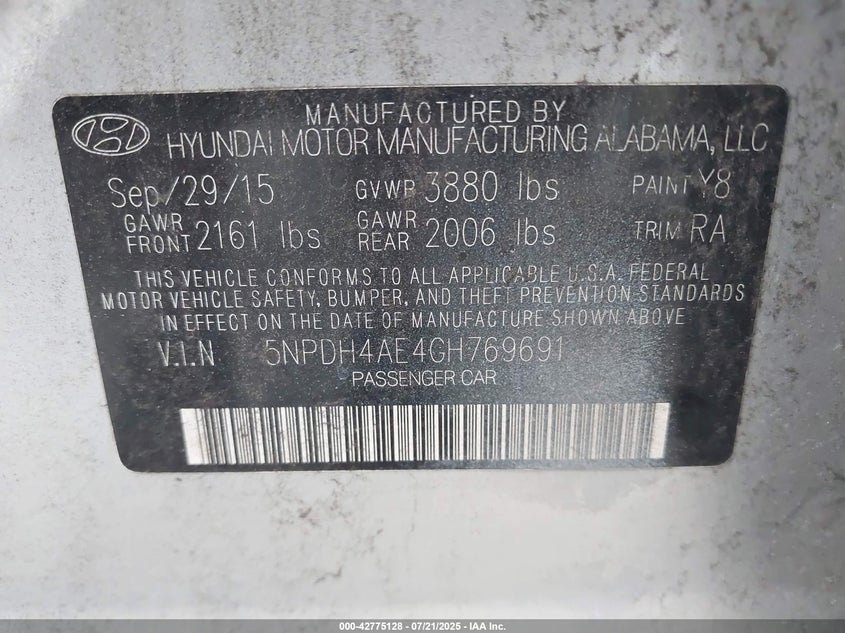 MANUFACTURED BY
HYUNDAI MOTOR MANUFACTURING ALABAMA, LLC
Sep/29/15 GVWR 3880 lbs PAINT Y8
GAWR FRONT 2161 lbs GAWR REAR 2006 lbs TRIM RA
THIS VEHICLE CONFORMS TO ALL APPLICABLE U.S.A. FEDERAL
MOTOR VEHICLE SAFETY, BUMPER, AND THEFT PREVENTION STANDARDS
IN EFFECT ON THE DATE OF MANUFACTURE SHOWN ABOVE
V.I.N 5NPDH4AE4GH769691
PASSENGER CAR
000-42775128 - 07/21/2025 - IAA Inc.